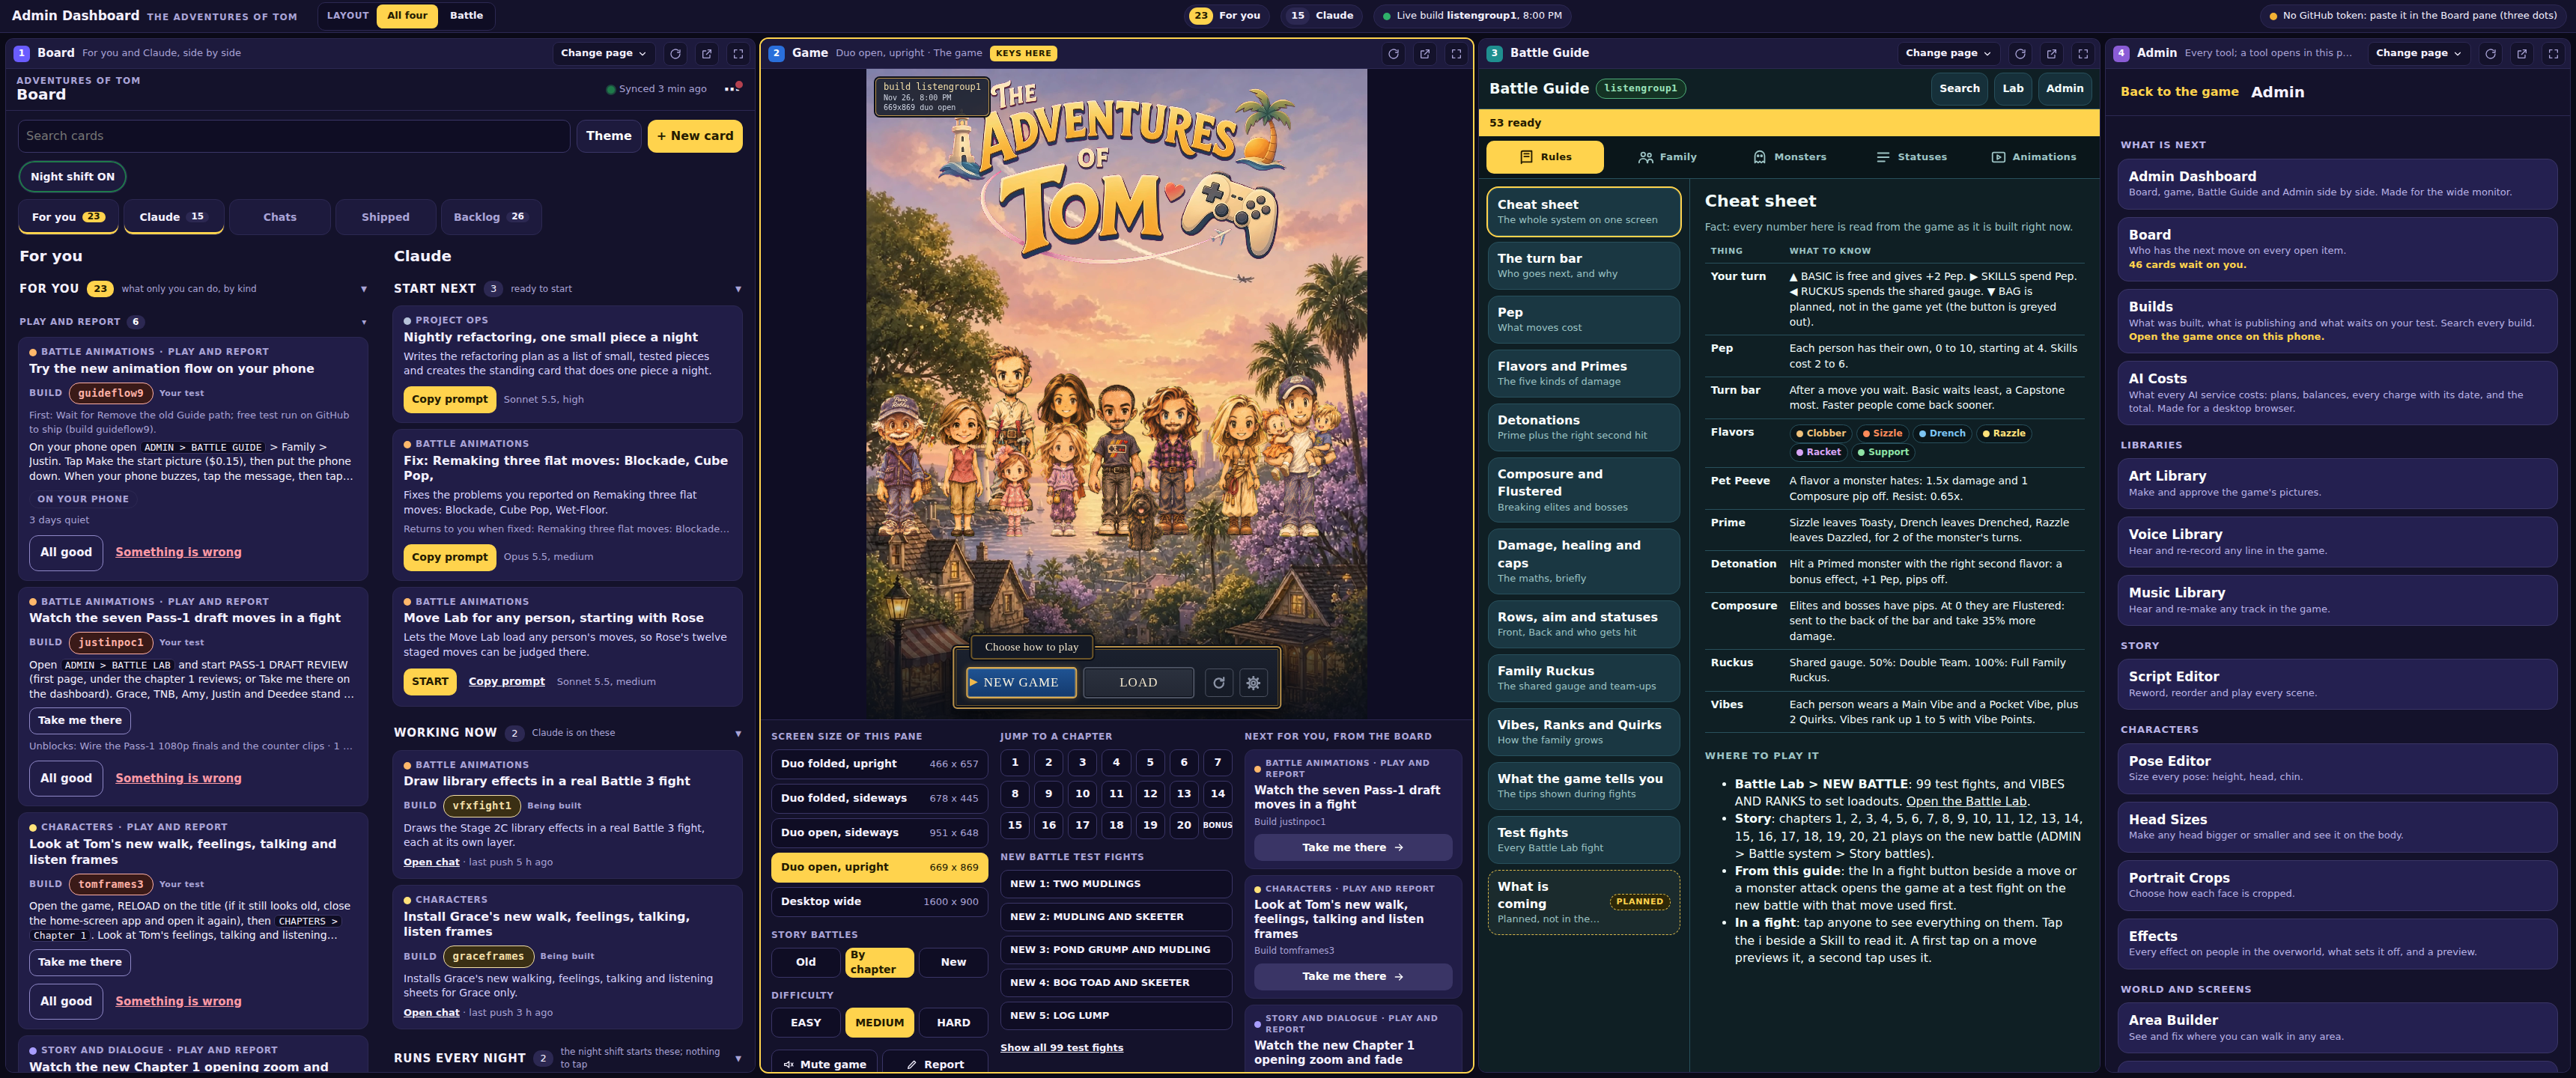 Admin Dashboard THE ADVENTURES OF TOM
LAYOUT All four Battle
23 For you 15 Claude Live build listengroup1, 8:00 PM
No GitHub token: paste it in the Board pane (three dots)
1 Board For you and Claude, side by side Change page
ADVENTURES OF TOM
Board
Synced 3 min ago
Search cards
Theme + New card
Night shift ON
For you 23 Claude 15 Chats Shipped Backlog 26
For you
FOR YOU 23 what only you can do, by kind
PLAY AND REPORT 6
BATTLE ANIMATIONS · PLAY AND REPORT
Try the new animation flow on your phone
BUILD guideflow9 Your test
First: Wait for Remove the old Guide path; free test run on GitHub
to ship (build guideflow9).
On your phone open ADMIN > BATTLE GUIDE > Family >
Justin. Tap Make the start picture ($0.15), then put the phone
down. When your phone buzzes, tap the message, then tap...
ON YOUR PHONE
3 days quiet
All good Something is wrong
BATTLE ANIMATIONS · PLAY AND REPORT
Watch the seven Pass-1 draft moves in a fight
BUILD justinpoc1 Your test
Open ADMIN > BATTLE LAB and start PASS-1 DRAFT REVIEW
(first page, under the chapter 1 reviews; or Take me there on
the dashboard). Grace, TNB, Amy, Justin and Deedee stand ...
Take me there
Unblocks: Wire the Pass-1 1080p finals and the counter clips · 1 ...
All good Something is wrong
CHARACTERS · PLAY AND REPORT
Look at Tom's new walk, feelings, talking and
listen frames
BUILD tomframes3 Your test
Open the game, RELOAD on the title (if it still looks old, close
the home-screen app and open it again), then CHAPTERS >
Chapter 1. Look at Tom's feelings, talking and listening...
Take me there
All good Something is wrong
STORY AND DIALOGUE · PLAY AND REPORT
Watch the new Chapter 1 opening zoom and
Claude
START NEXT 3 ready to start
PROJECT OPS
Nightly refactoring, one small piece a night
Writes the refactoring plan as a list of small, tested pieces
and creates the standing card that does one piece a night.
Copy prompt Sonnet 5.5, high
BATTLE ANIMATIONS
Fix: Remaking three flat moves: Blockade, Cube
Pop,
Fixes the problems you reported on Remaking three flat
moves: Blockade, Cube Pop, Wet-Floor.
Returns to you when fixed: Remaking three flat moves: Blockade...
Copy prompt Opus 5.5, medium
BATTLE ANIMATIONS
Move Lab for any person, starting with Rose
Lets the Move Lab load any person's moves, so Rose's twelve
staged moves can be judged there.
START Copy prompt Sonnet 5.5, medium
WORKING NOW 2 Claude is on these
BATTLE ANIMATIONS
Draw library effects in a real Battle 3 fight
BUILD vfxfight1 Being built
Draws the Stage 2C library effects in a real Battle 3 fight,
each at its own layer.
Open chat · last push 5 h ago
CHARACTERS
Install Grace's new walk, feelings, talking,
listen frames
BUILD graceframes Being built
Installs Grace's new walking, feelings, talking and listening
sheets for Grace only.
Open chat · last push 3 h ago
RUNS EVERY NIGHT 2 the night shift starts these; nothing
to tap
2 Game Duo open, upright · The game KEYS HERE
build listengroup1
Nov 26, 8:00 PM
669x869 duo open
THE
ADVENTURES
OF
TOM
Choose how to play
NEW GAME LOAD
SCREEN SIZE OF THIS PANE
Duo folded, upright 466 x 657
Duo folded, sideways 678 x 445
Duo open, sideways 951 x 648
Duo open, upright 669 x 869
Desktop wide 1600 x 900
STORY BATTLES
Old By chapter New
DIFFICULTY
EASY MEDIUM HARD
Mute game Report
JUMP TO A CHAPTER
1 2 3 4 5 6 7
8 9 10 11 12 13 14
15 16 17 18 19 20 BONUS
NEW BATTLE TEST FIGHTS
NEW 1: TWO MUDLINGS
NEW 2: MUDLING AND SKEETER
NEW 3: POND GRUMP AND MUDLING
NEW 4: BOG TOAD AND SKEETER
NEW 5: LOG LUMP
Show all 99 test fights
NEXT FOR YOU, FROM THE BOARD
BATTLE ANIMATIONS · PLAY AND
REPORT
Watch the seven Pass-1 draft
moves in a fight
Build justinpoc1
Take me there
CHARACTERS · PLAY AND REPORT
Look at Tom's new walk,
feelings, talking and listen
frames
Build tomframes3
Take me there
STORY AND DIALOGUE · PLAY AND
REPORT
Watch the new Chapter 1
opening zoom and fade
3 Battle Guide Change page
Battle Guide listengroup1 Search Lab Admin
53 ready
Rules Family Monsters Statuses Animations
Cheat sheet
The whole system on one screen
The turn bar
Who goes next, and why
Pep
What moves cost
Flavors and Primes
The five kinds of damage
Detonations
Prime plus the right second hit
Composure and
Flustered
Breaking elites and bosses
Damage, healing and
caps
The maths, briefly
Rows, aim and statuses
Front, Back and who gets hit
Family Ruckus
The shared gauge and team-ups
Vibes, Ranks and Quirks
How the family grows
What the game tells you
The tips shown during fights
Test fights
Every Battle Lab fight
What is
coming PLANNED
Planned, not in the...
Cheat sheet
Fact: every number here is read from the game as it is built right now.
THING WHAT TO KNOW
Your turn ▲ BASIC is free and gives +2 Pep. ▶ SKILLS spend Pep.
◀ RUCKUS spends the shared gauge. ▼ BAG is
planned, not in the game yet (the button is greyed
out).
Pep Each person has their own, 0 to 10, starting at 4. Skills
cost 2 to 6.
Turn bar After a move you wait. Basic waits least, a Capstone
most. Faster people come back sooner.
Flavors Clobber Sizzle Drench Razzle
Racket Support
Pet Peeve A flavor a monster hates: 1.5x damage and 1
Composure pip off. Resist: 0.65x.
Prime Sizzle leaves Toasty, Drench leaves Drenched, Razzle
leaves Dazzled, for 2 of the monster's turns.
Detonation Hit a Primed monster with the right second flavor: a
bonus effect, +1 Pep, pips off.
Composure Elites and bosses have pips. At 0 they are Flustered:
sent to the back of the bar and take 35% more
damage.
Ruckus Shared gauge. 50%: Double Team. 100%: Full Family
Ruckus.
Vibes Each person wears a Main Vibe and a Pocket Vibe, plus
2 Quirks. Vibes rank up 1 to 5 with Vibe Points.
WHERE TO PLAY IT
• Battle Lab > NEW BATTLE: 99 test fights, and VIBES
AND RANKS to set loadouts. Open the Battle Lab.
• Story: chapters 1, 2, 3, 4, 5, 6, 7, 8, 9, 10, 11, 12, 13, 14,
15, 16, 17, 18, 19, 20, 21 plays on the new battle (ADMIN
> Battle system > Story battles).
• From this guide: the In a fight button beside a move or
a monster attack opens the game at a test fight on the
new battle with that move used first.
• In a fight: tap anyone to see everything on them. Tap
the i beside a Skill to read it. A first tap on a move
previews it, a second tap uses it.
4 Admin Every tool; a tool opens in this p... Change page
Back to the game Admin
WHAT IS NEXT
Admin Dashboard
Board, game, Battle Guide and Admin side by side. Made for the wide monitor.
Board
Who has the next move on every open item.
46 cards wait on you.
Builds
What was built, what is publishing and what waits on your test. Search every build.
Open the game once on this phone.
AI Costs
What every AI service costs: plans, balances, every charge with its date, and the
total. Made for a desktop browser.
LIBRARIES
Art Library
Make and approve the game's pictures.
Voice Library
Hear and re-record any line in the game.
Music Library
Hear and re-make any track in the game.
STORY
Script Editor
Reword, reorder and play every scene.
CHARACTERS
Pose Editor
Size every pose: height, head, chin.
Head Sizes
Make any head bigger or smaller and see it on the body.
Portrait Crops
Choose how each face is cropped.
Effects
Every effect on people in the overworld, what sets it off, and a preview.
WORLD AND SCREENS
Area Builder
See and fix where you can walk in any area.